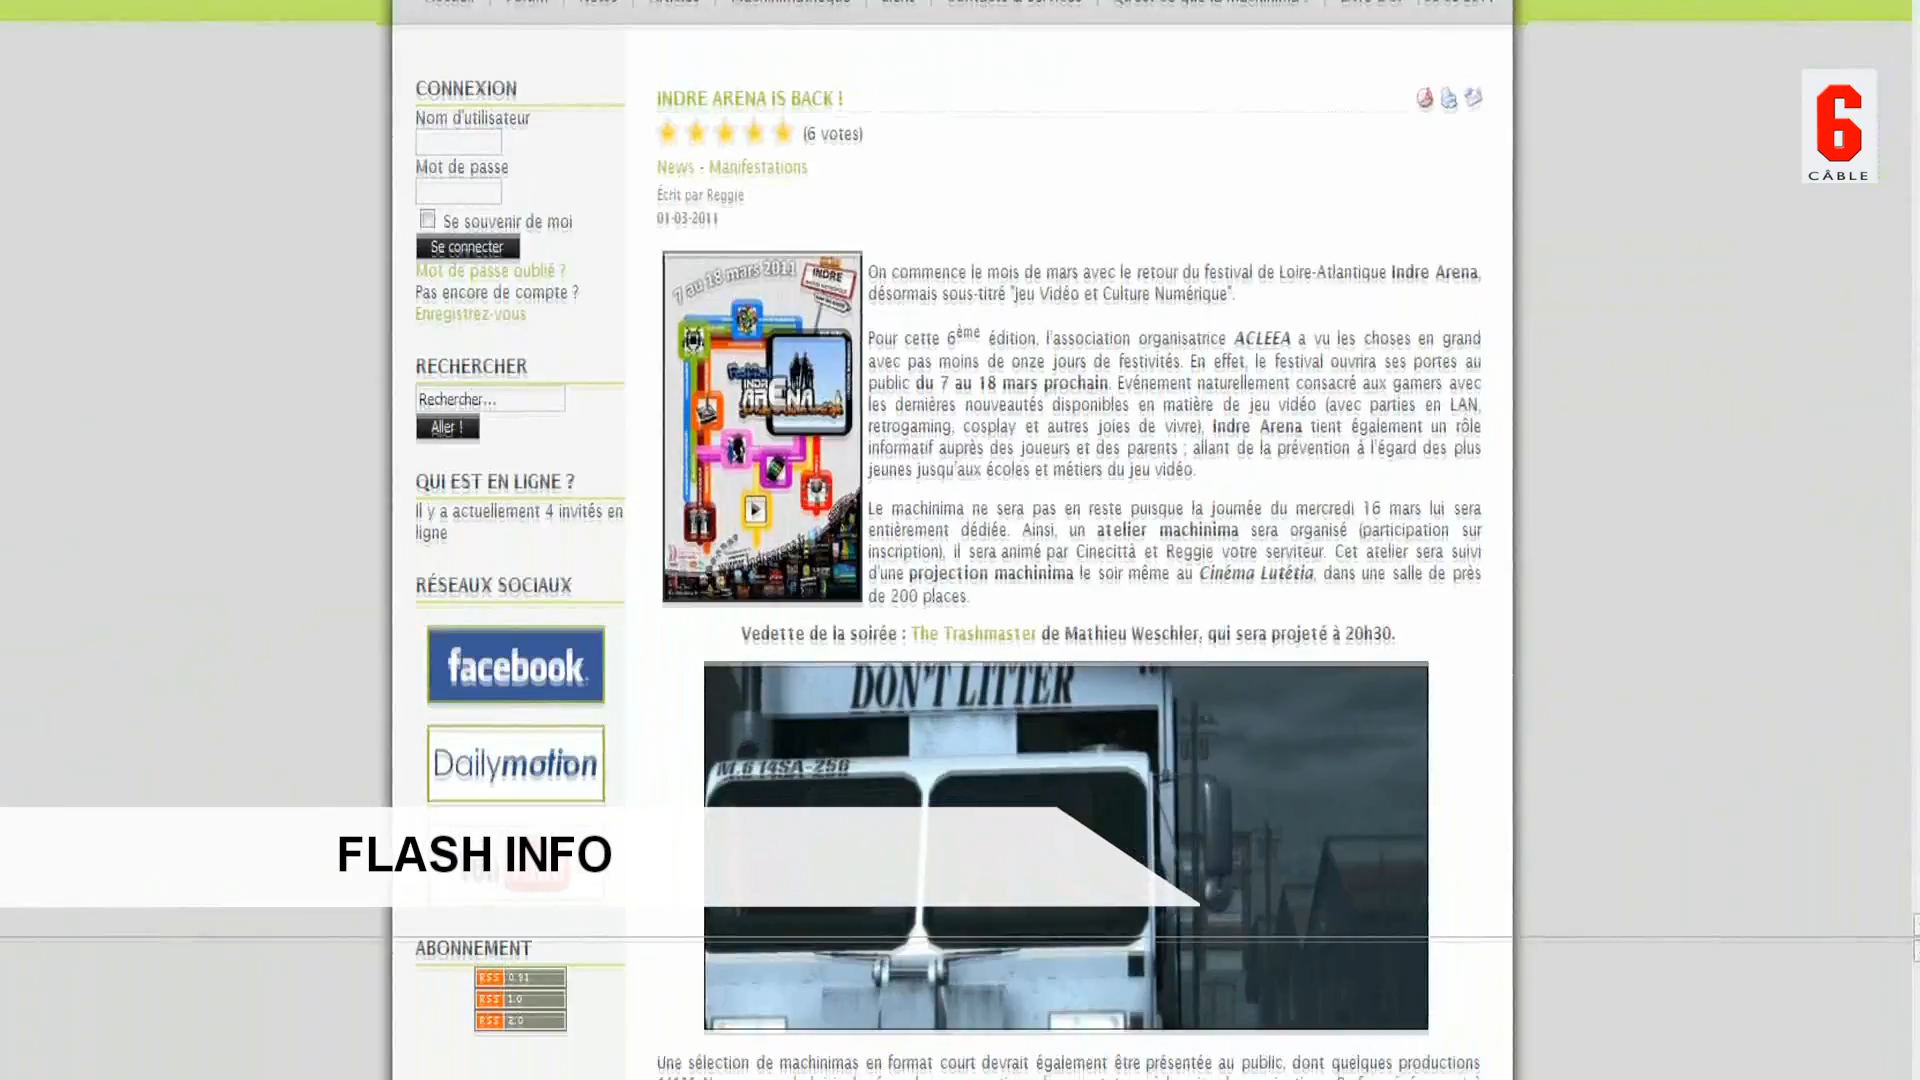 CONNEXION
Nom d'utilisateur
Mot de passe
Se souvenir de moi
Se connecter
Mot de passe oublié ?
Pas encore de compte ?
Enregistrez-vous
RECHERCHER
Rechercher...
Aller !
QUI EST EN LIGNE ?
Il y a actuellement 4 invités en
ligne
RÉSEAUX SOCIAUX
facebook.
Dailymotion
ABONNEMENT
RSS 0.91
RSS 1.0
RSS 2.0
INDRE ARENA IS BACK !
(6 votes)
News - Manifestations
Écrit par Reggie
01-03-2011
7 au 18 mars 2011
INDRE
Festival
INDR
ARENA
On commence le mois de mars avec le retour du festival de Loire-Atlantique Indre Arena,
désormais sous-titré "Jeu Vidéo et Culture Numérique".
Pour cette 6ème édition, l'association organisatrice ACLEEA a vu les choses en grand
avec pas moins de onze jours de festivités. En effet, le festival ouvrira ses portes au
public du 7 au 18 mars prochain. Evénement naturellement consacré aux gamers avec
les dernières nouveautés disponibles en matière de jeu vidéo (avec parties en LAN,
retrogaming, cosplay et autres joies de vivre), Indre Arena tient également un rôle
informatif auprès des joueurs et des parents ; allant de la prévention à l'égard des plus
jeunes jusqu'aux écoles et métiers du jeu vidéo.
Le machinima ne sera pas en reste puisque la journée du mercredi 16 mars lui sera
entièrement dédiée. Ainsi, un atelier machinima sera organisé (participation sur
inscription), il sera animé par Cinecittà et Reggie votre serviteur. Cet atelier sera suivi
d'une projection machinima le soir même au Cinéma Lutétia, dans une salle de près
de 200 places.
Vedette de la soirée : The Trashmaster de Mathieu Weschler, qui sera projeté à 20h30.
DON'T LITTER
Une sélection de machinimas en format court devrait également être présentée au public, dont quelques productions
6
CÂBLE
FLASH INFO